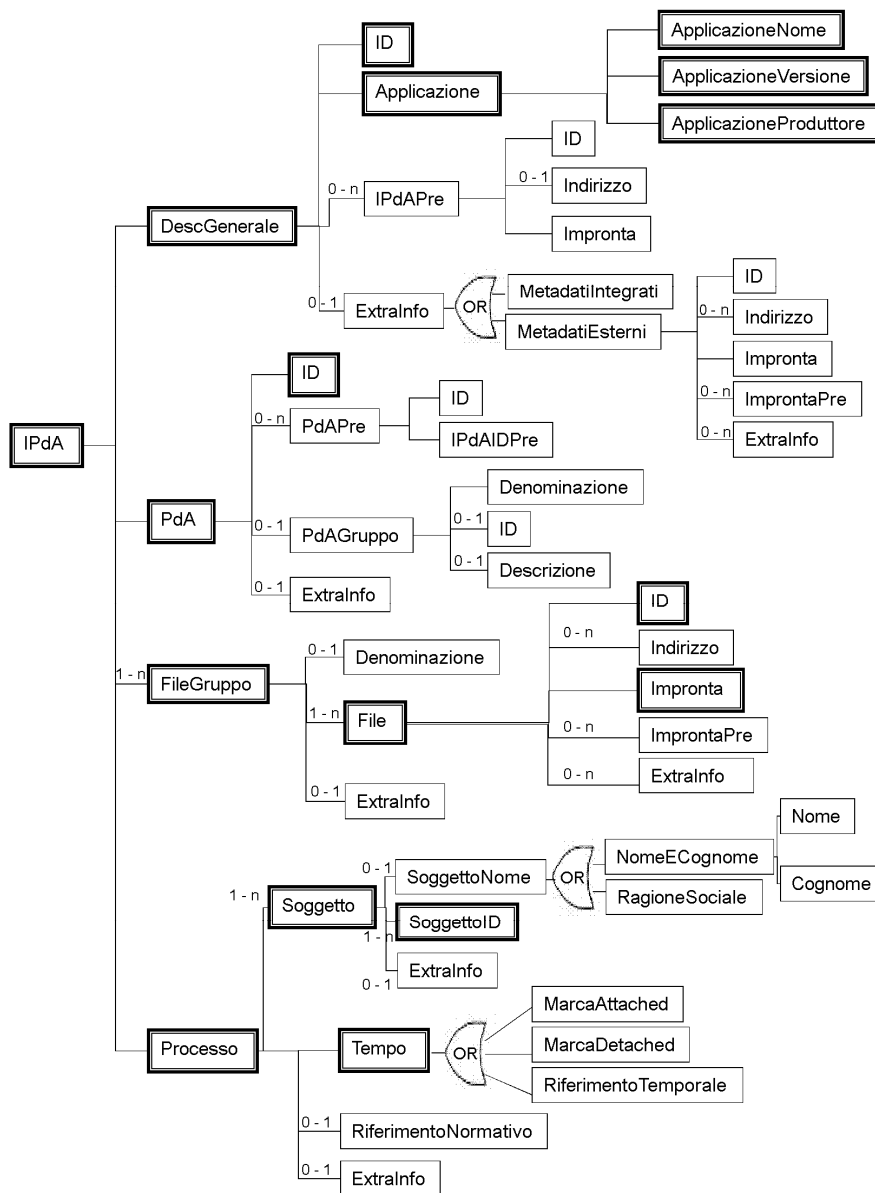 ID
ApplicazioneNome
Applicazione
ApplicazioneVersione
ApplicazioneProduttore
0 - n
IPdAPre
ID
0 - 1
Indirizzo
Impronta
DescGenerale
0 - 1
ExtraInfo
OR
MetadatiIntegrati
MetadatiEsterni
ID
0 - n
Indirizzo
Impronta
0 - n
ImprontaPre
0 - n
ExtraInfo
IPdA
PdA
ID
0 - n
PdAPre
ID
IPdAIDPre
0 - 1
PdAGruppo
Denominazione
0 - 1
ID
0 - 1
Descrizione
0 - 1
ExtraInfo
1 - n
FileGruppo
0 - 1
Denominazione
1 - n
File
ID
0 - n
Indirizzo
Impronta
0 - n
ImprontaPre
0 - n
ExtraInfo
0 - 1
ExtraInfo
Processo
1 - n
Soggetto
0 - 1
SoggettoNome
OR
NomeECognome
Nome
Cognome
RagioneSociale
1 - n
SoggettoID
0 - 1
ExtraInfo
Tempo
OR
MarcaAttached
MarcaDetached
RiferimentoTemporale
0 - 1
RiferimentoNormativo
0 - 1
ExtraInfo